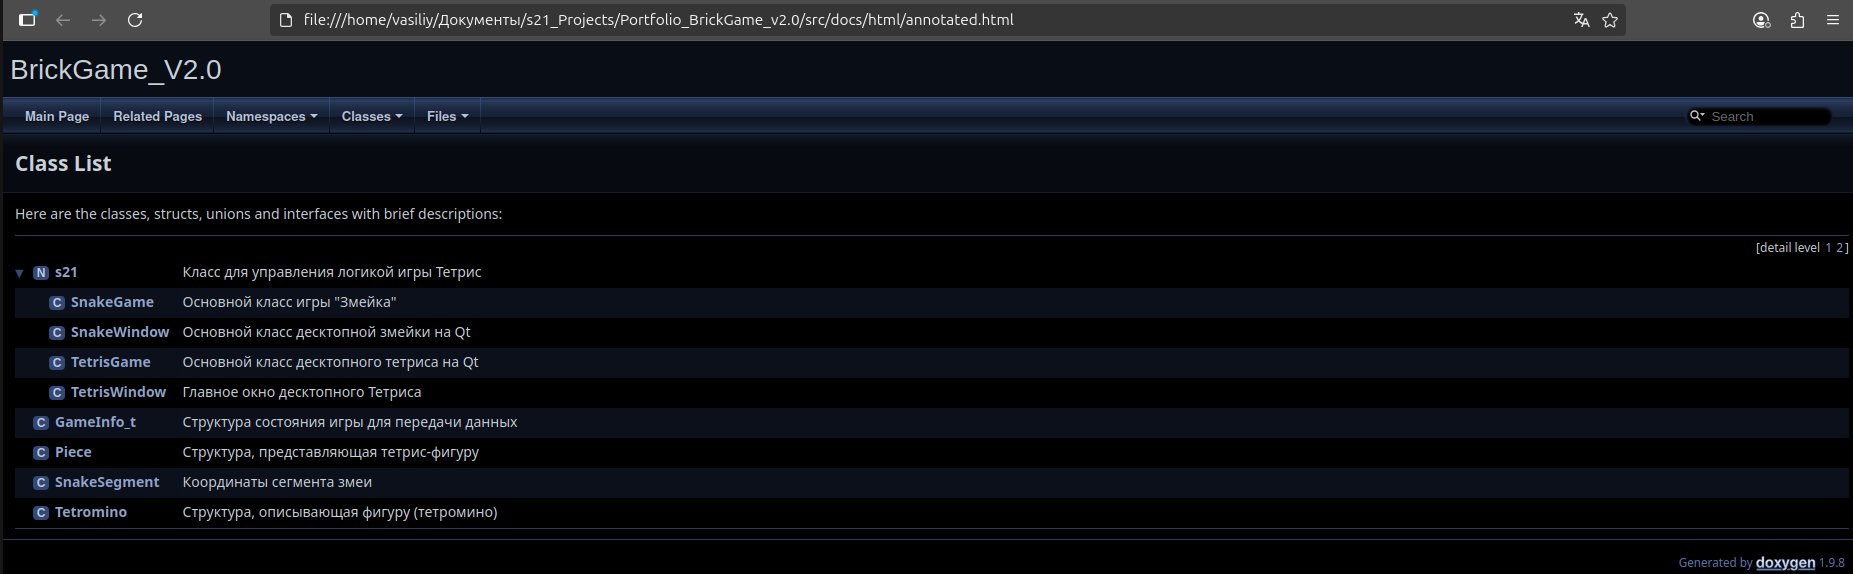 file:///home/vasiliy/Документы/s21_Projects/Portfolio_BrickGame_v2.0/src/docs/html/annotated.html
BrickGame_V2.0
Main Page Related Pages Namespaces Classes Files Search
Class List
Here are the classes, structs, unions and interfaces with brief descriptions:
[detail level 1 2]
N s21 Класс для управления логикой игры Тетрис
C SnakeGame Основной класс игры "Змейка"
C SnakeWindow Основной класс десктопной змейки на Qt
C TetrisGame Основной класс десктопного тетриса на Qt
C TetrisWindow Главное окно десктопного Тетриса
C GameInfo_t Структура состояния игры для передачи данных
C Piece Структура, представляющая тетрис-фигуру
C SnakeSegment Координаты сегмента змеи
C Tetromino Структура, описывающая фигуру (тетромино)
Generated by doxygen 1.9.8